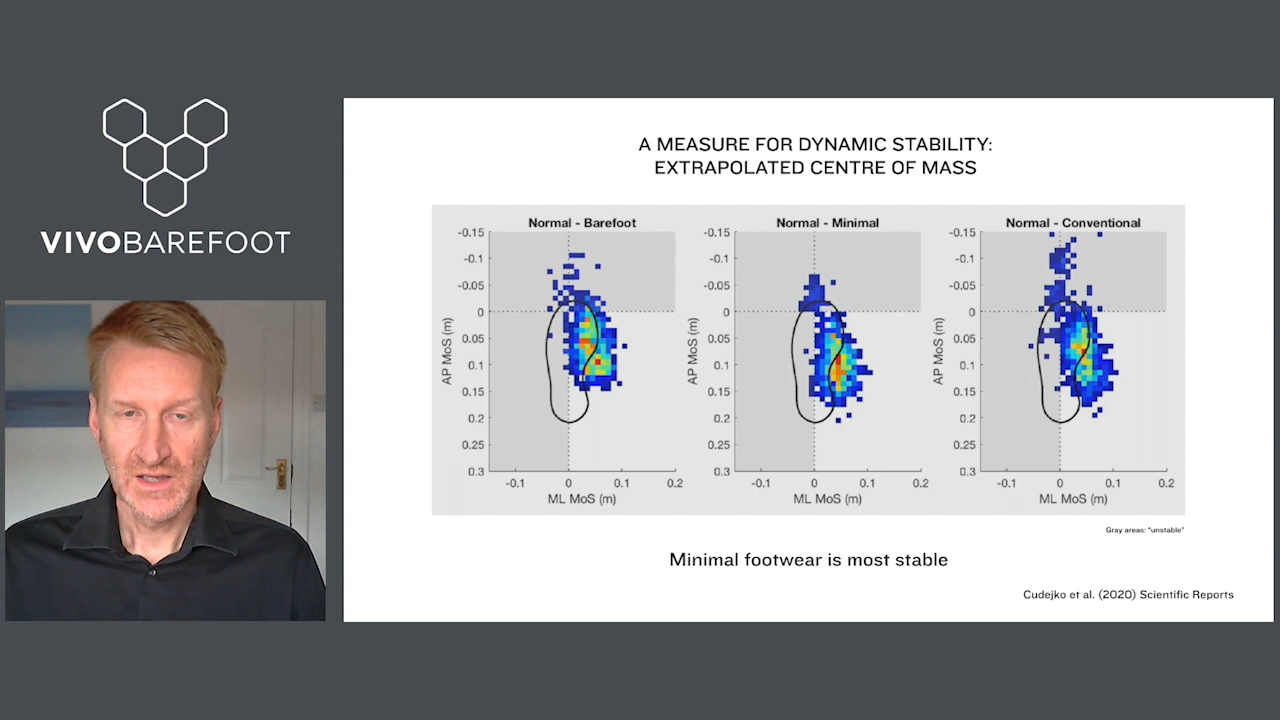 VIVOBAREFOOT
A MEASURE FOR DYNAMIC STABILITY:
EXTRAPOLATED CENTRE OF MASS
Normal - Barefoot
-0.15
-0.1
-0.05
0
0.05
0.1
0.15
0.2
0.25
0.3
AP MoS (m)
-0.1 0 0.1 0.2
ML MoS (m)
Normal - Minimal
-0.15
-0.1
-0.05
0
0.05
0.1
0.15
0.2
0.25
0.3
AP MoS (m)
-0.1 0 0.1 0.2
ML MoS (m)
Normal - Conventional
-0.15
-0.1
-0.05
0
0.05
0.1
0.15
0.2
0.25
0.3
AP MoS (m)
-0.1 0 0.1 0.2
ML MoS (m)
Gray areas: "unstable"
Minimal footwear is most stable
Cudejko et al. (2020) Scientific Reports